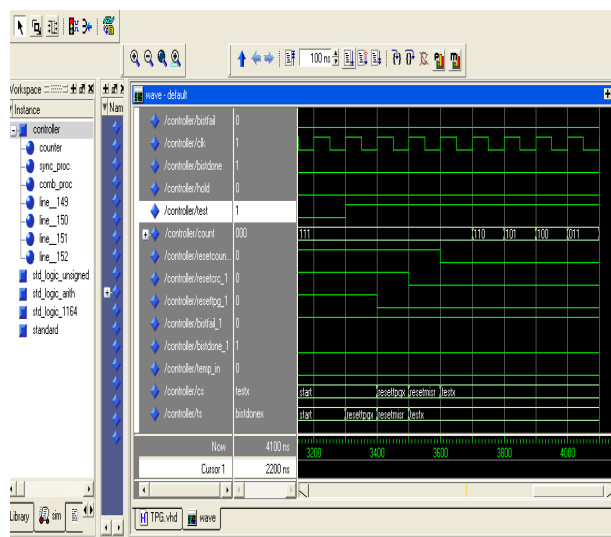 100 ns
Workspace
Nam
wave - default
Instance
controller
counter
sync_proc
comb_proc
line__149
line__150
line__151
line__152
std_logic_unsigned
std_logic_arith
std_logic_1164
standard
/controller/bistfail 0
/controller/clk 1
/controller/bistdone 1
/controller/hold 0
/controller/test 1
/controller/count 000 111 110 101 100 011
/controller/resetcoun... 0
/controller/resetcrc_1 0
/controller/resettpg_1 0
/controller/bistfail_1 0
/controller/bistdone_1 1
/controller/temp_in 0
/controller/cs testx start resettpgx resetmisr testx
/controller/ts bistdonex start resettpgx resetmisr testx
Now 4100 ns 3200 3400 3600 3800 4000
Cursor 1 2200 ns
Library sim
TPG.vhd wave